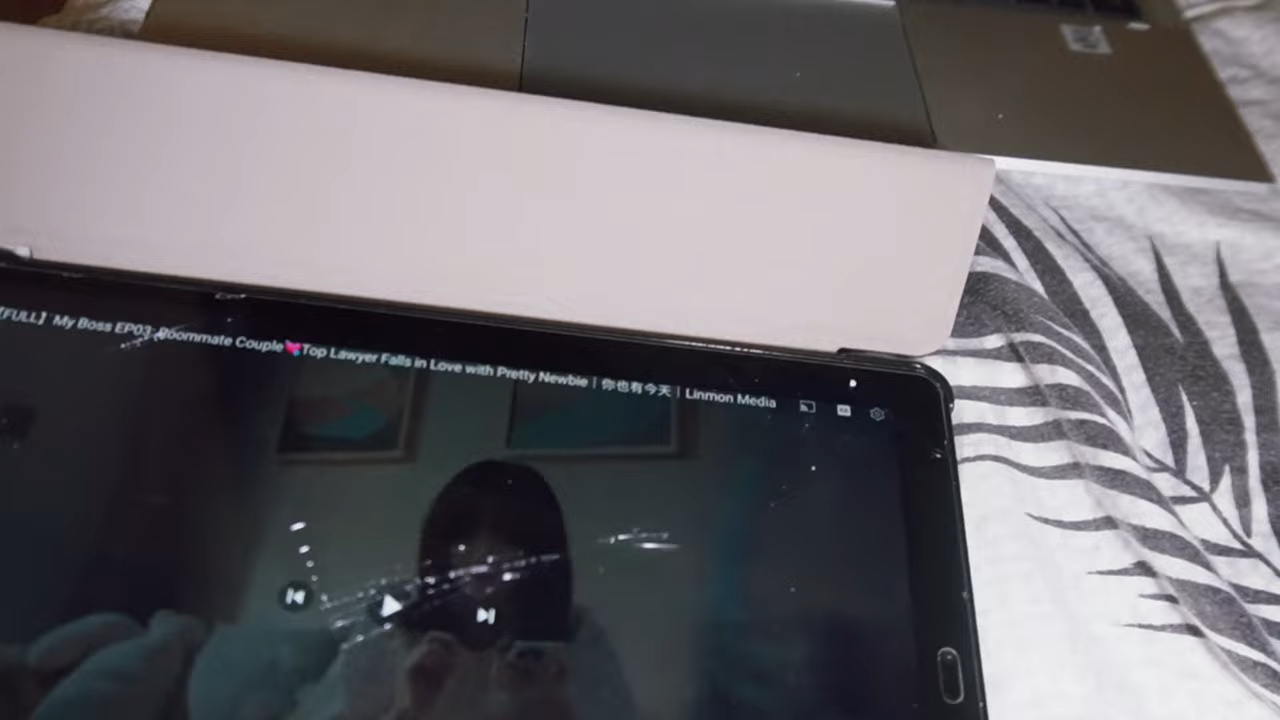 【FULL】 My Boss EP03: Roommate Couple💘Top Lawyer Falls in Love with Pretty Newbie | 你也有今天 | Linmon Media